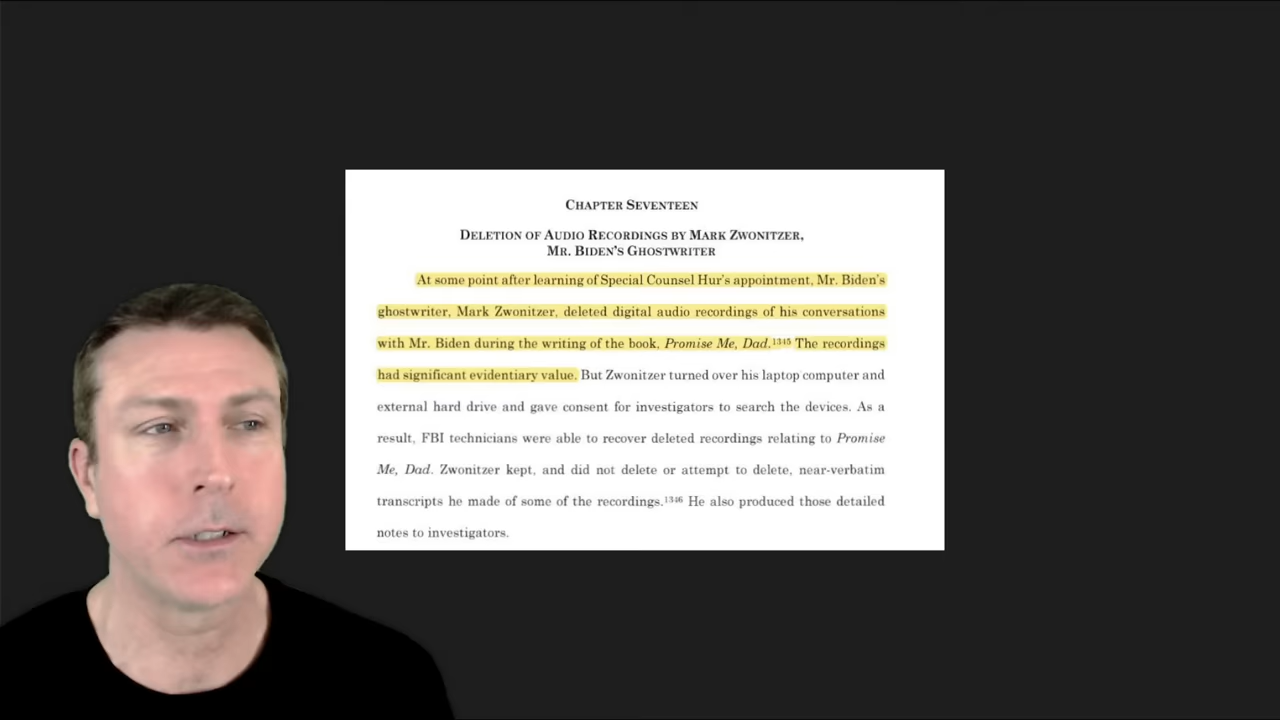 CHAPTER SEVENTEEN
DELETION OF AUDIO RECORDINGS BY MARK ZWONITZER,
MR. BIDEN'S GHOSTWRITER
At some point after learning of Special Counsel Hur's appointment, Mr. Biden's
ghostwriter, Mark Zwonitzer, deleted digital audio recordings of his conversations
with Mr. Biden during the writing of the book, Promise Me, Dad.1345 The recordings
had significant evidentiary value. But Zwonitzer turned over his laptop computer and
external hard drive and gave consent for investigators to search the devices. As a
result, FBI technicians were able to recover deleted recordings relating to Promise
Me, Dad. Zwonitzer kept, and did not delete or attempt to delete, near-verbatim
transcripts he made of some of the recordings.1346 He also produced those detailed
notes to investigators.